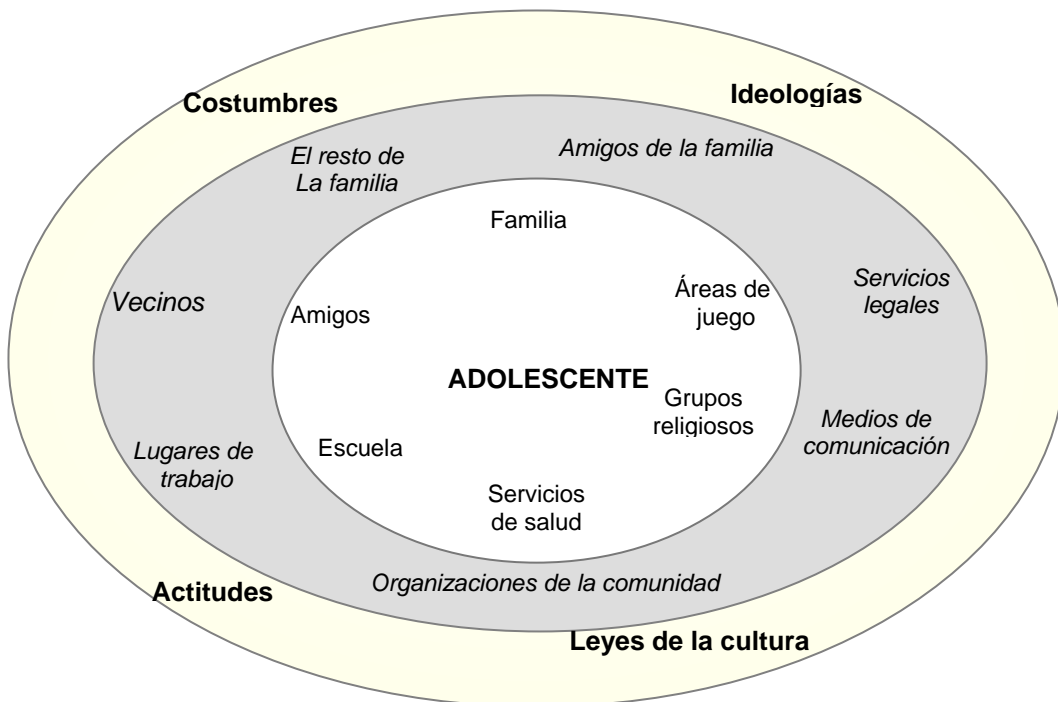 Costumbres
Ideologías
El resto de
La familia
Amigos de la familia
Familia
Vecinos
Amigos
Áreas de
juego
Servicios
legales
ADOLESCENTE
Grupos
religiosos
Medios de
comunicación
Lugares de
trabajo
Escuela
Servicios
de salud
Actitudes
Organizaciones de la comunidad
Leyes de la cultura